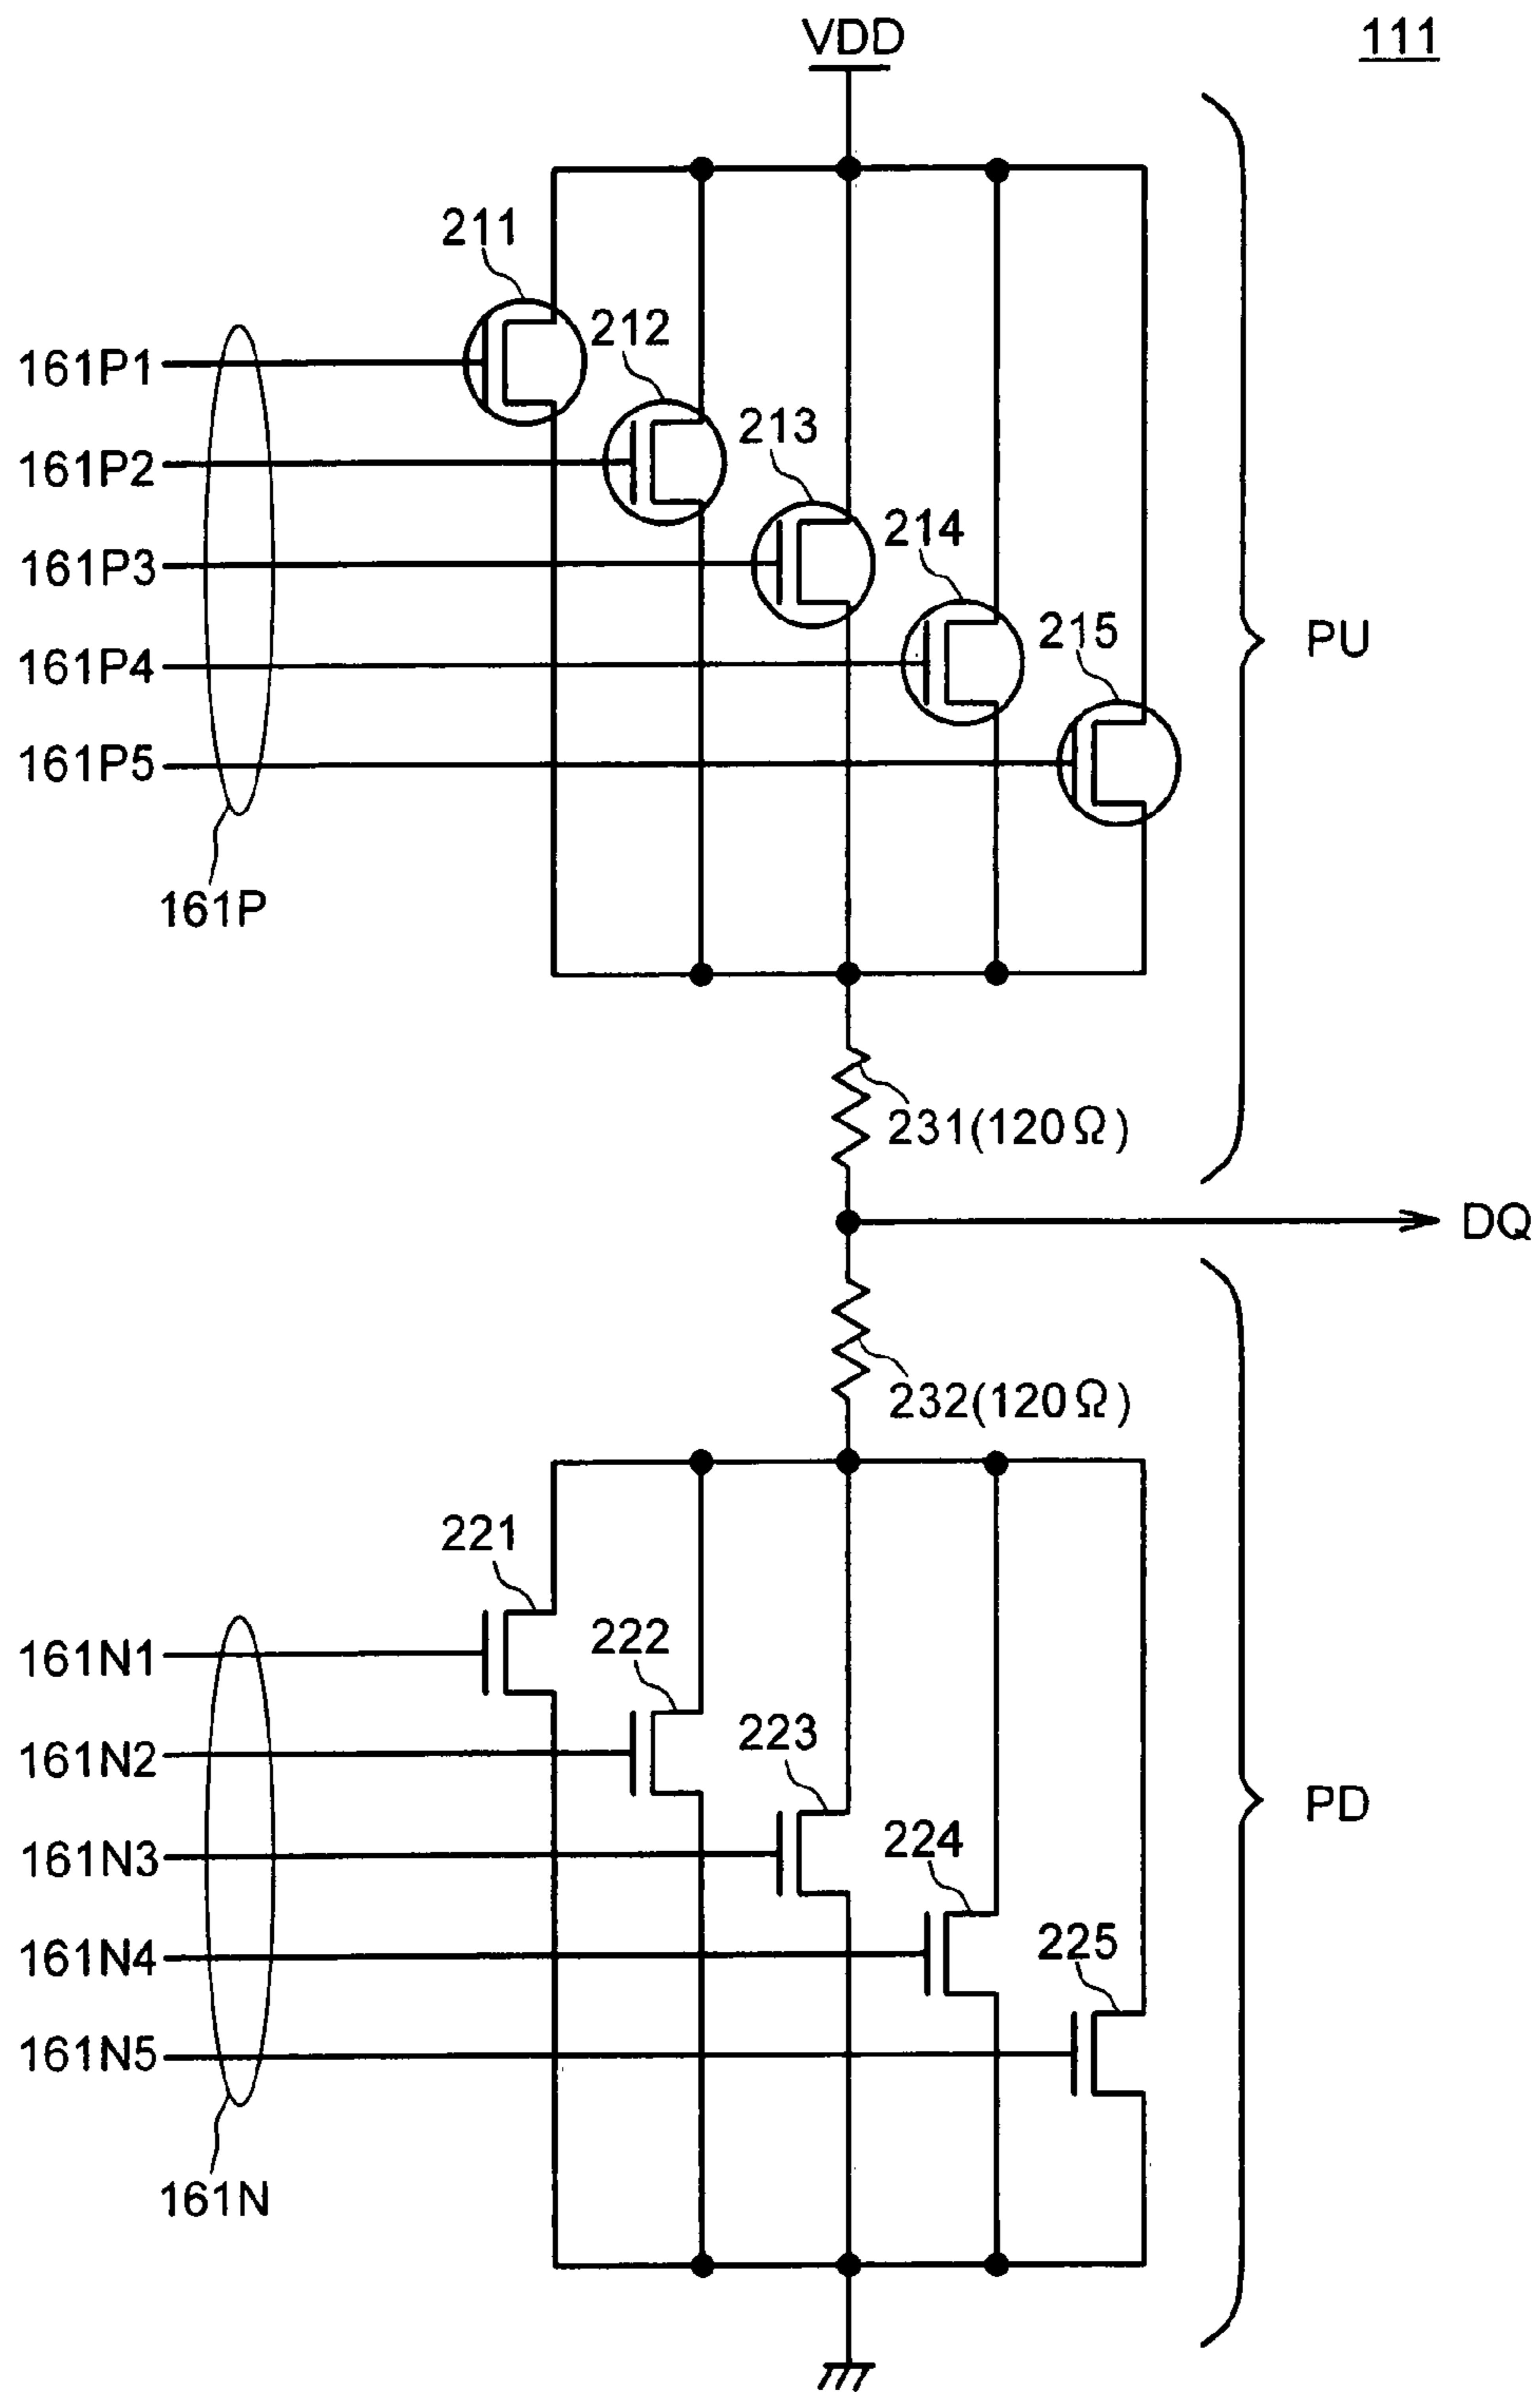 VDD
111
211
212
213
214
215
161P1
161P2
161P3
161P4
161P5
161P
PU
231(120Ω)
DQ
232(120Ω)
221
222
223
224
225
161N1
161N2
161N3
161N4
161N5
161N
PD